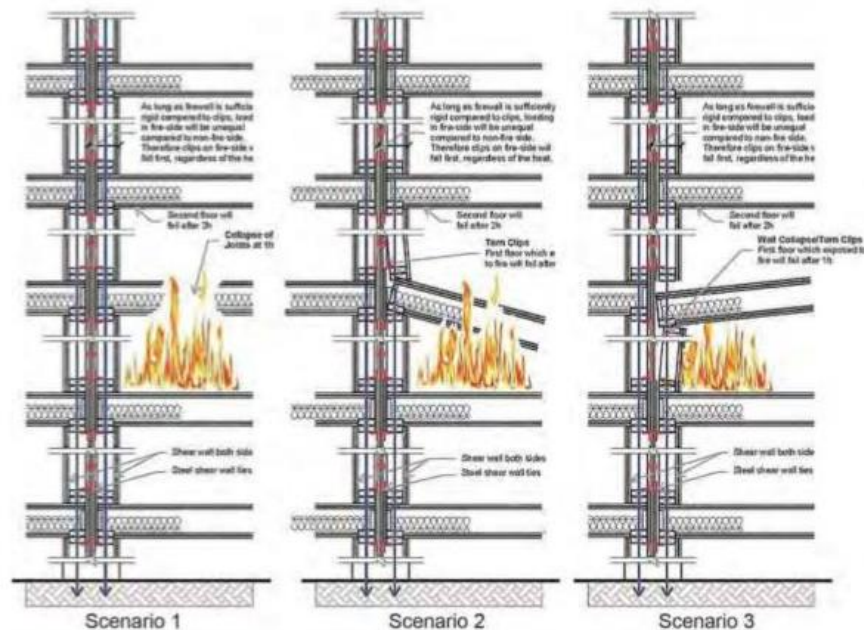 As long as firewall is sufficie
rigid compared to clips, loadi
in fire-side will be unequal
compared to non-fire side.
Therefore clips on fire-side w
fail first, regardless of the he
Second floor will
fail after 2h
Collapse of
Joists at 1h
Shear wall both sides
Steel shear wall ties
Scenario 1
As long as firewall is sufficiently
rigid compared to clips, loading
in fire-side will be unequal
compared to non-fire side.
Therefore clips on fire-side will
fail first, regardless of the heat.
Second floor will
fail after 2h
Torn Clips
First floor which e
to fire will fail after
Shear wall both sides
Steel shear wall ties
Scenario 2
As long as firewall is sufficie
rigid compared to clips, load
in fire-side will be unequal
compared to non-fire side.
Therefore clips on fire-side w
fail first, regardless of the he
Second floor will
fail after 2h
Wall Collapse/Torn Clips
First floor which exposed to
fire will fail after 1h
Shear wall both side
Steel shear wall ties
Scenario 3